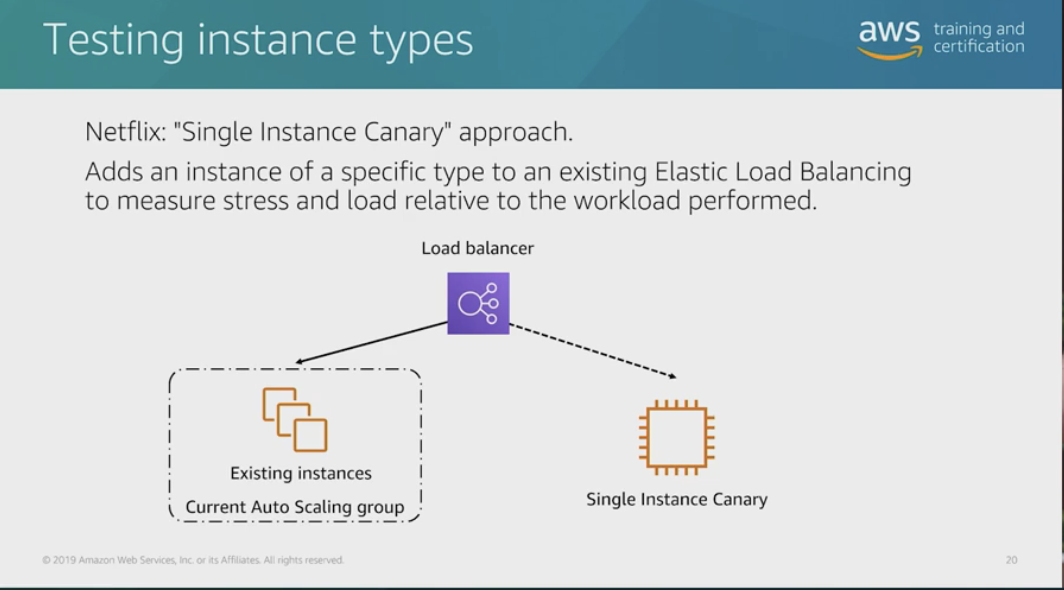 Testing instance types
aws training and
certification
Netflix: "Single Instance Canary" approach.
Adds an instance of a specific type to an existing Elastic Load Balancing
to measure stress and load relative to the workload performed.
Load balancer
Existing instances
Current Auto Scaling group
Single Instance Canary
© 2019 Amazon Web Services, Inc. or its Affiliates. All rights reserved.
20